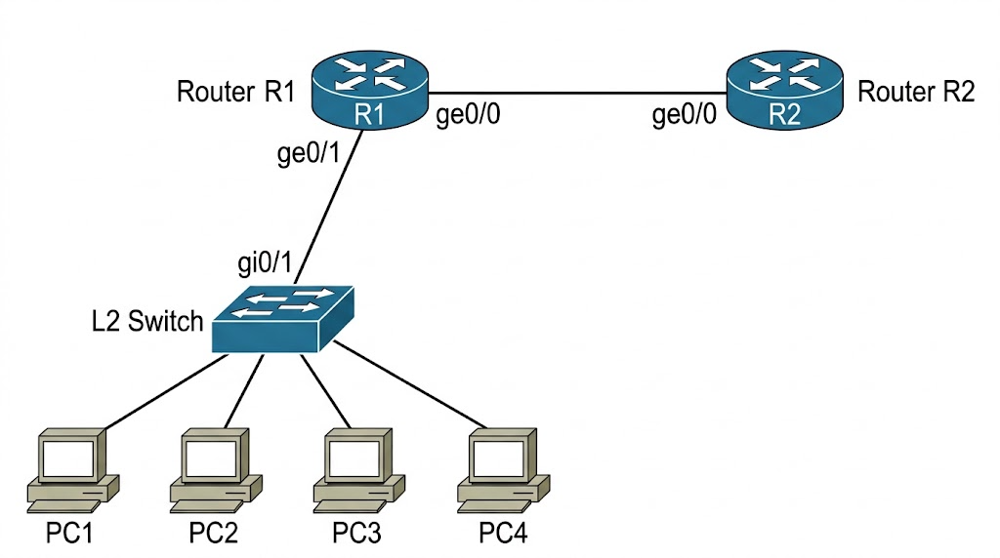 Router R1
R1
ge0/0
ge0/0
R2
Router R2
ge0/1
gi0/1
L2 Switch
PC1
PC2
PC3
PC4